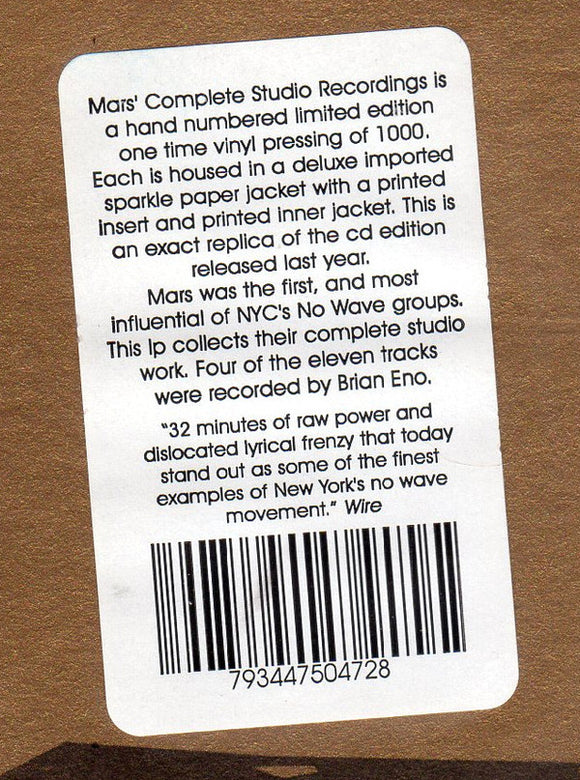 Mars' Complete Studio Recordings is
a hand numbered limited edition
one time vinyl pressing of 1000.
Each is housed in a deluxe imported
sparkle paper jacket with a printed
insert and printed inner jacket. This is
an exact replica of the cd edition
released last year.
Mars was the first, and most
influential of NYC's No Wave groups.
This lp collects their complete studio
work. Four of the eleven tracks
were recorded by Brian Eno.
"32 minutes of raw power and
dislocated lyrical frenzy that today
stand out as some of the finest
examples of New York's no wave
movement." Wire
793447504728